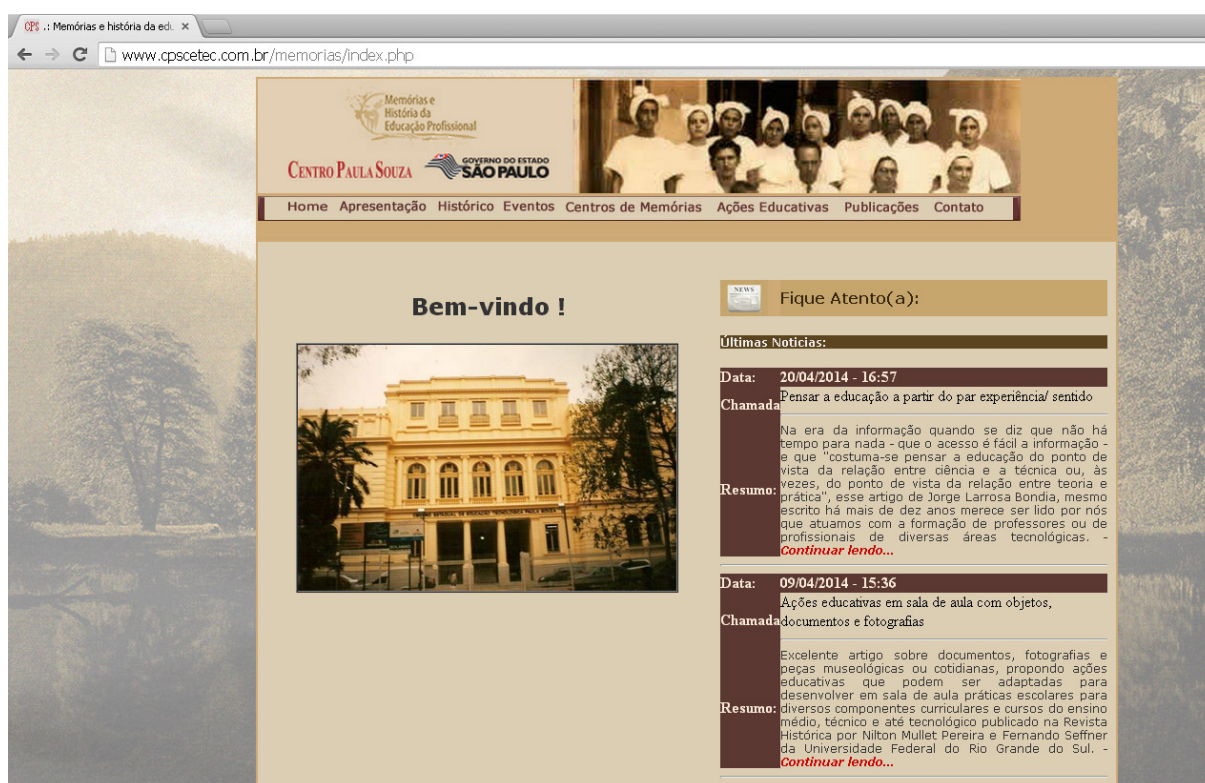 CPS .: Memórias e história da edu
www.cpscetec.com.br/memorias/index.php
Memórias e
História da
Educação Profissional
CENTRO PAULA SOUZA
GOVERNO DO ESTADO
SÃO PAULO
Home Apresentação Histórico Eventos Centros de Memórias Ações Educativas Publicações Contato
Bem-vindo !
NEWS
Fique Atento(a):
Últimas Noticias:
Data: 20/04/2014 - 16:57
Chamada Pensar a educação a partir do par experiência/ sentido
Resumo:
Na era da informação quando se diz que não há
tempo para nada - que o acesso é fácil a informação -
e que "costuma-se pensar a educação do ponto de
vista da relação entre ciência e a técnica ou, às
vezes, do ponto de vista da relação entre teoria e
prática", esse artigo de Jorge Larrosa Bondia, mesmo
escrito há mais de dez anos merece ser lido por nós
que atuamos com a formação de professores ou de
profissionais de diversas áreas tecnológicas. -
Continuar lendo...
Data: 09/04/2014 - 15:36
Chamada Ações educativas em sala de aula com objetos,
documentos e fotografias
Resumo:
Excelente artigo sobre documentos, fotografias e
peças museológicas ou cotidianas, propondo ações
educativas que podem ser adaptadas para
desenvolver em sala de aula práticas escolares para
diversos componentes curriculares e cursos do ensino
médio, técnico e até tecnológico publicado na Revista
Histórica por Nilton Mullet Pereira e Fernando Seffner
da Universidade Federal do Rio Grande do Sul. -
Continuar lendo...